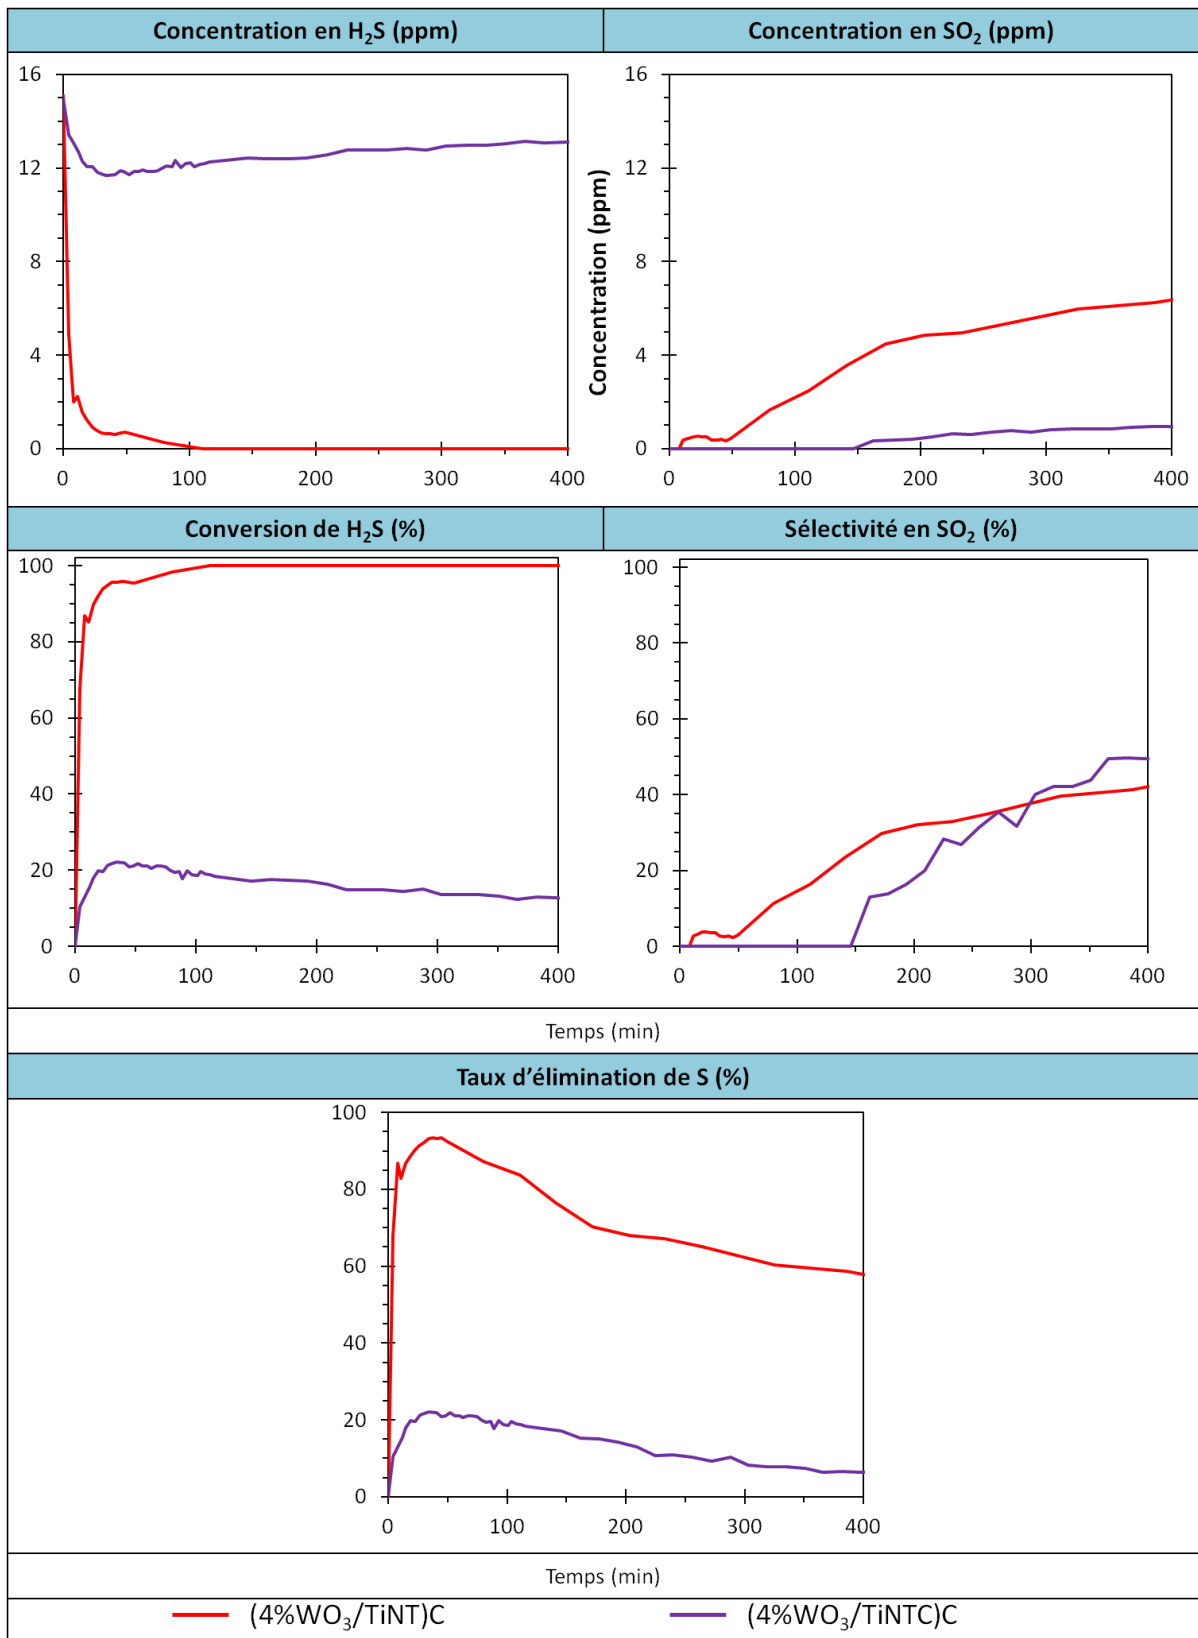 Concentration en H₂S (ppm)
Concentration en SO₂ (ppm)
16
12
8
4
0
0 100 200 300 400
Concentration (ppm)
16
12
8
4
0
0 100 200 300 400
Conversion de H₂S (%)
Sélectivité en SO₂ (%)
100
80
60
40
20
0
0 100 200 300 400
100
80
60
40
20
0
0 100 200 300 400
Temps (min)
Taux d’élimination de S (%)
100
80
60
40
20
0
0 100 200 300 400
Temps (min)
(4%WO₃/TiNT)C
(4%WO₃/TiNTC)C